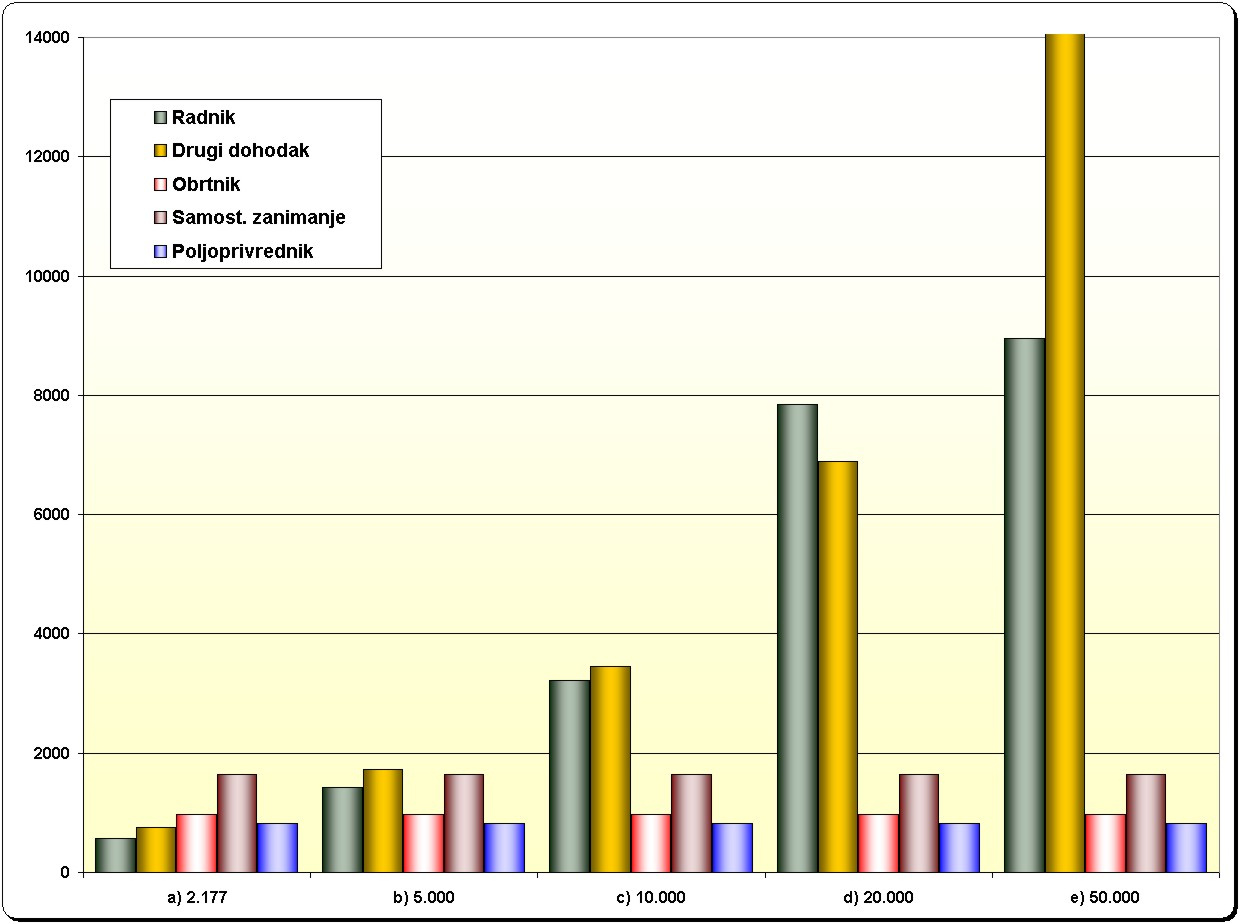 14000
12000
10000
8000
6000
4000
2000
0
Radnik
Drugi dohodak
Obrtnik
Samost. zanimanje
Poljoprivrednik
a) 2.177
b) 5.000
c) 10.000
d) 20.000
e) 50.000